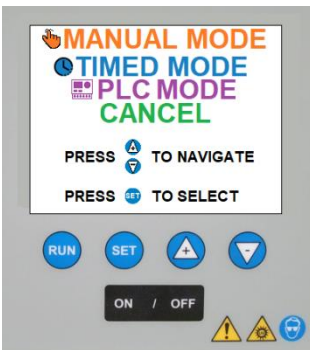 MANUAL MODE
TIMED MODE
PLC MODE
CANCEL
PRESS + - TO NAVIGATE
PRESS SET TO SELECT
RUN SET + -
ON / OFF